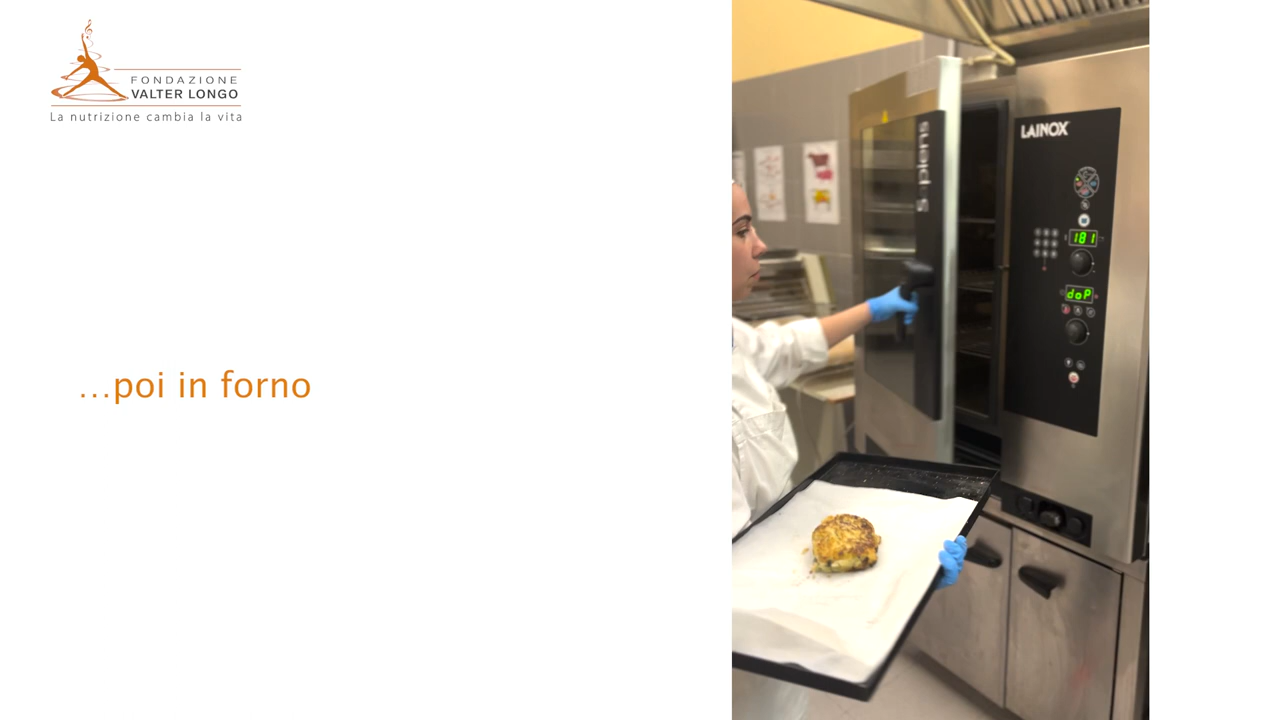 FONDAZIONE
VALTER LONGO
La nutrizione cambia la vita
...poi in forno
LAINOX
181
doP